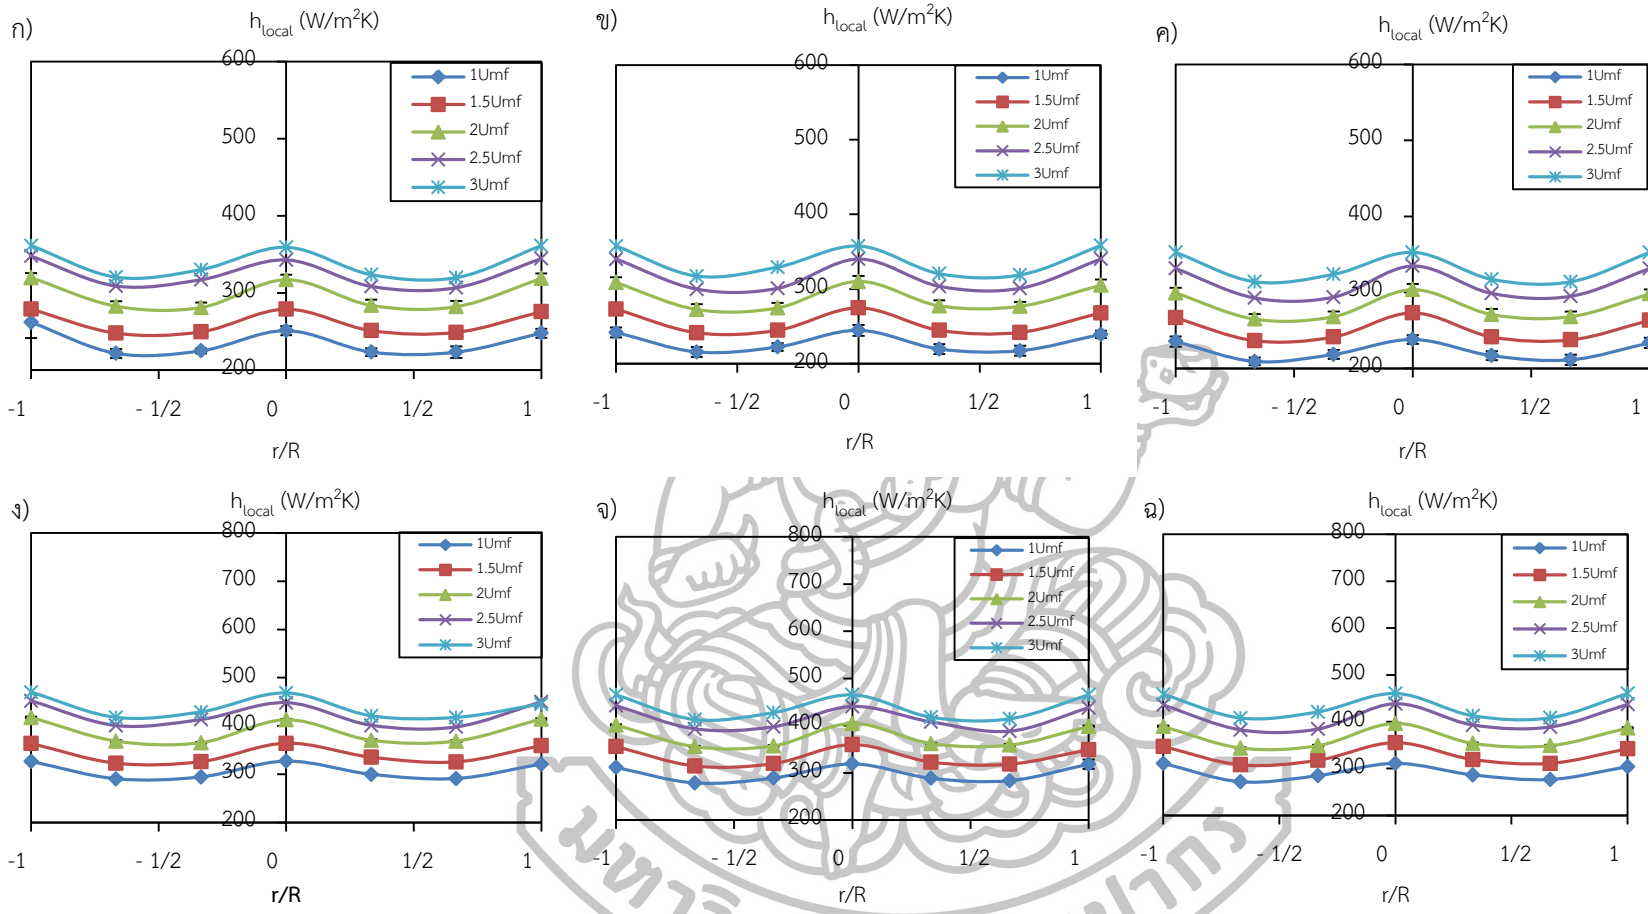 ก)
h_local (W/m²K)
600
500
400
300
200
1Umf
1.5Umf
2Umf
2.5Umf
3Umf
-1 - 1/2 0 1/2 1
r/R
ข)
h_local (W/m²K)
600
500
400
300
200
1Umf
1.5Umf
2Umf
2.5Umf
3Umf
-1 - 1/2 0 1/2 1
r/R
ค)
h_local (W/m²K)
600
500
400
300
200
1Umf
1.5Umf
2Umf
2.5Umf
3Umf
-1 - 1/2 0 1/2 1
r/R
ง)
h_local (W/m²K)
800
700
600
500
400
300
200
1Umf
1.5Umf
2Umf
2.5Umf
3Umf
-1 - 1/2 0 1/2 1
r/R
จ)
h_local (W/m²K)
800
700
600
500
400
300
200
1Umf
1.5Umf
2Umf
2.5Umf
3Umf
-1 - 1/2 0 1/2 1
r/R
ฉ)
h_local (W/m²K)
800
700
600
500
400
300
200
1Umf
1.5Umf
2Umf
2.5Umf
3Umf
-1 - 1/2 0 1/2 1
r/R